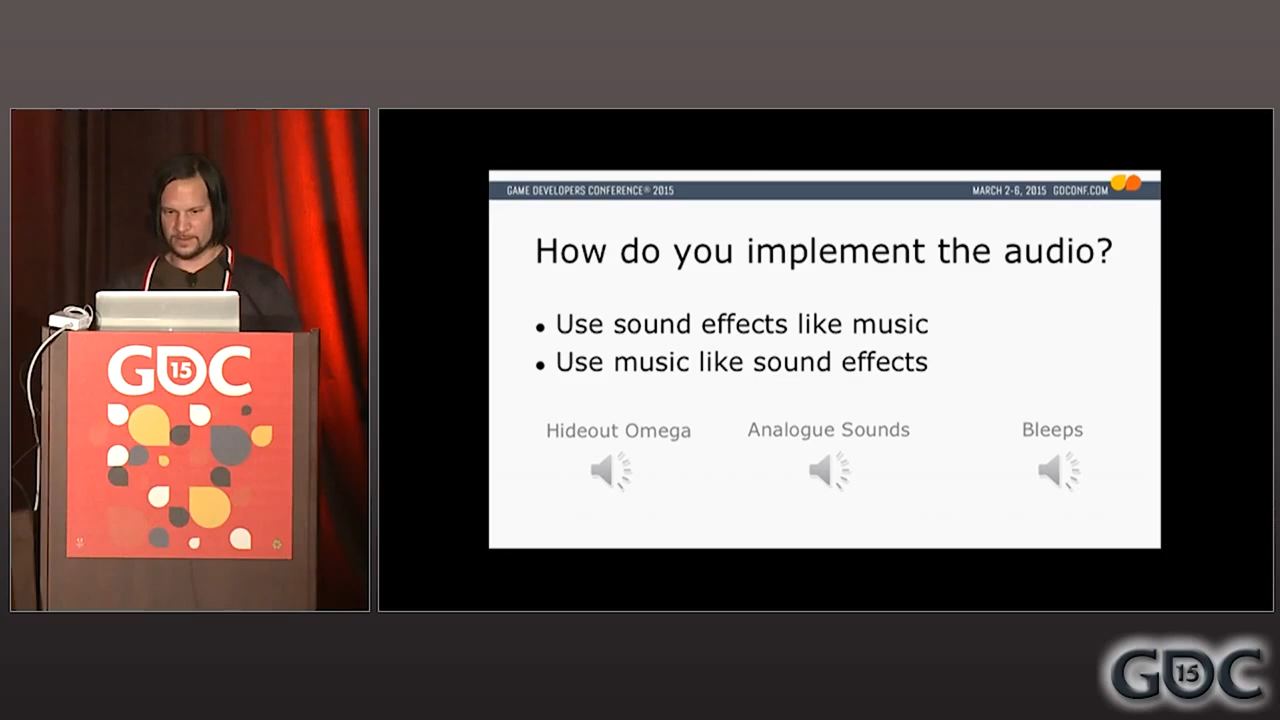 GAME DEVELOPERS CONFERENCE® 2015
MARCH 2-6, 2015 GDCONF.COM
How do you implement the audio?
• Use sound effects like music
• Use music like sound effects
Hideout Omega
Analogue Sounds
Bleeps
GDC 15
GDC 15